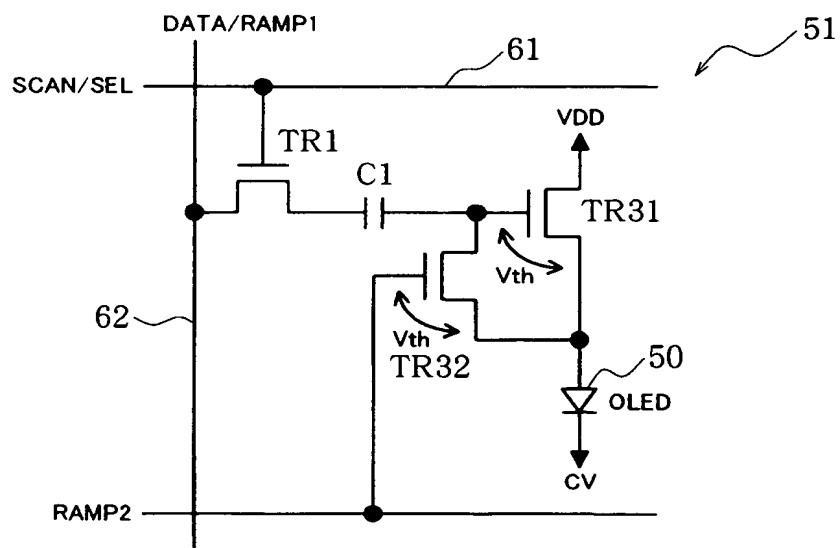 DATA/RAMP1
51
SCAN/SEL
61
VDD
TR1
C1
TR31
Vth
62
Vth
TR32
50
OLED
CV
RAMP2